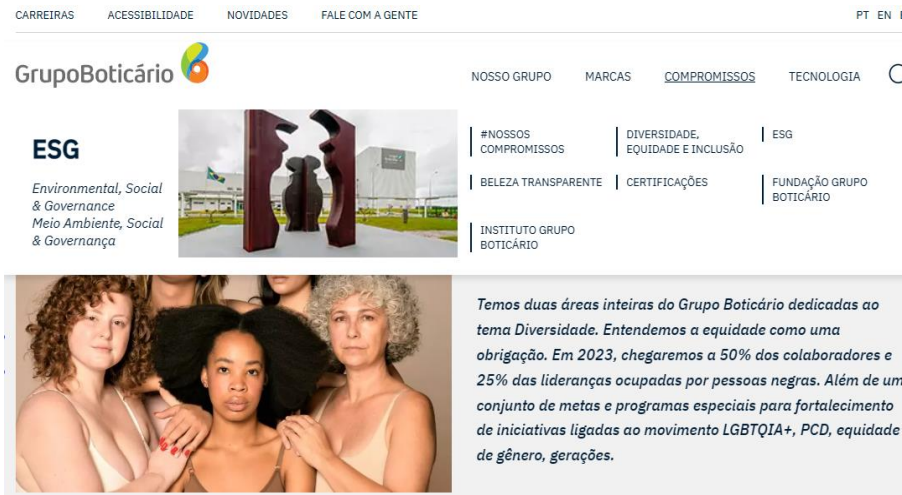 CARREIRAS ACESSIBILIDADE NOVIDADES FALE COM A GENTE PT EN
GrupoBoticário
NOSSO GRUPO MARCAS COMPROMISSOS TECNOLOGIA
ESG
Environmental, Social
& Governance
Meio Ambiente, Social
& Governança
#NOSSOS
COMPROMISSOS
DIVERSIDADE,
EQUIDADE E INCLUSÃO
ESG
BELEZA TRANSPARENTE
CERTIFICAÇÕES
FUNDAÇÃO GRUPO
BOTICÁRIO
INSTITUTO GRUPO
BOTICÁRIO
Temos duas áreas inteiras do Grupo Boticário dedicadas ao
tema Diversidade. Entendemos a equidade como uma
obrigação. Em 2023, chegaremos a 50% dos colaboradores e
25% das lideranças ocupadas por pessoas negras. Além de um
conjunto de metas e programas especiais para fortalecimento
de iniciativas ligadas ao movimento LGBTQIA+, PCD, equidade
de gênero, gerações.